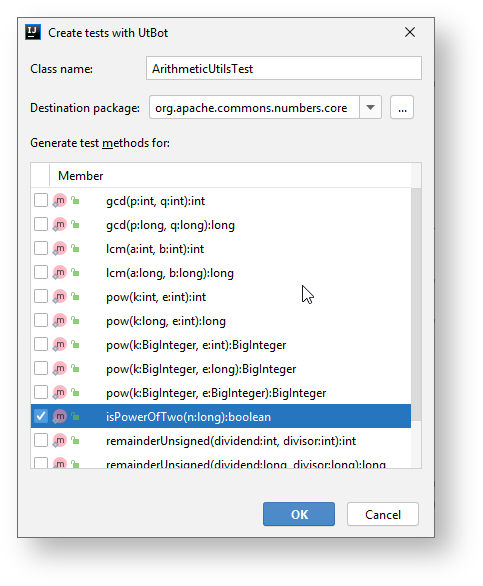 Create tests with UtBot
Class name: ArithmeticUtilsTest
Destination package: org.apache.commons.numbers.core ...
Generate test methods for:
Member
m gcd(p:int, q:int):int
m gcd(p:long, q:long):long
m lcm(a:int, b:int):int
m lcm(a:long, b:long):long
m pow(k:int, e:int):int
m pow(k:long, e:int):long
m pow(k:BigInteger, e:int):BigInteger
m pow(k:BigInteger, e:long):BigInteger
m pow(k:BigInteger, e:BigInteger):BigInteger
m isPowerOfTwo(n:long):boolean
m remainderUnsigned(dividend:int, divisor:int):int
m remainderUnsigned(dividend:long, divisor:long):long
OK Cancel